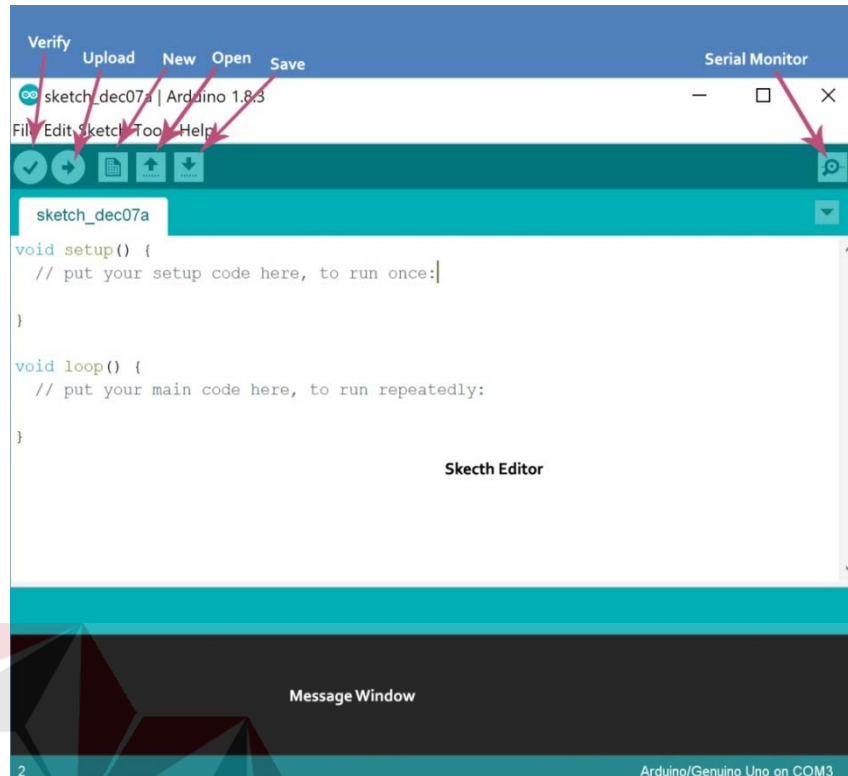 Verify
Upload New Open Save
Serial Monitor
sketch_dec07a | Arduino 1.8.3
File Edit Sketch Tools Help
sketch_dec07a
void setup() {
// put your setup code here, to run once:
}
void loop() {
// put your main code here, to run repeatedly:
}
Skecth Editor
Message Window
2
Arduino/Genuino Uno on COM3